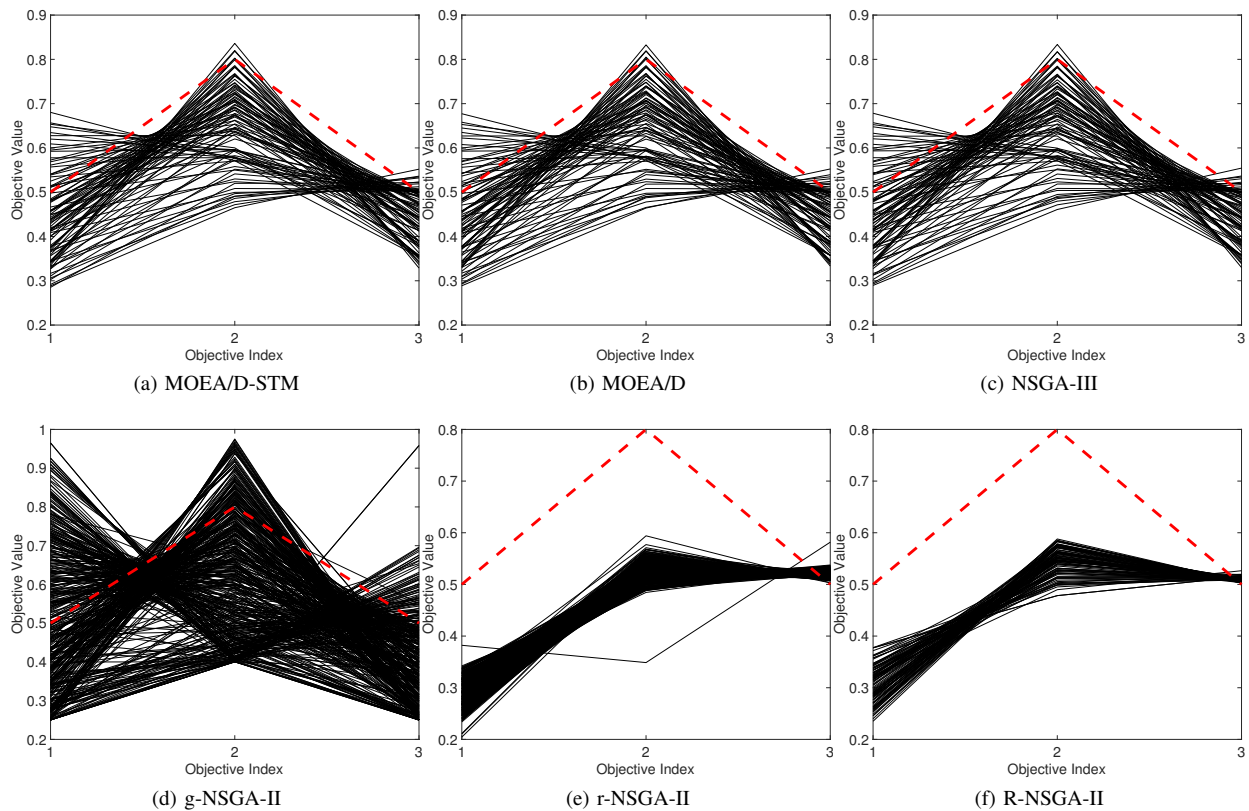 0.9
0.8
0.7
0.6
0.5
0.4
0.3
0.2
Objective Value
1 2 3
Objective Index
(a) MOEA/D-STM
0.9
0.8
0.7
0.6
0.5
0.4
0.3
0.2
Objective Value
1 2 3
Objective Index
(b) MOEA/D
0.9
0.8
0.7
0.6
0.5
0.4
0.3
0.2
Objective Value
1 2 3
Objective Index
(c) NSGA-III
1
0.9
0.8
0.7
0.6
0.5
0.4
0.3
0.2
Objective Value
1 2 3
Objective Index
(d) g-NSGA-II
0.8
0.7
0.6
0.5
0.4
0.3
0.2
Objective Value
1 2 3
Objective Index
(e) r-NSGA-II
0.8
0.7
0.6
0.5
0.4
0.3
0.2
Objective Value
1 2 3
Objective Index
(f) R-NSGA-II